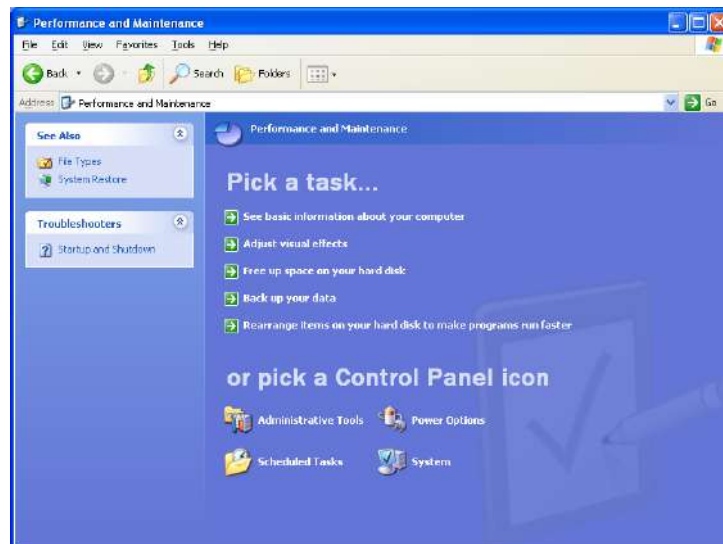 Performance and Maintenance
File Edit View Favorites Tools Help
Back Search Folders
Address Performance and Maintenance Go
See Also
File Types
System Restore
Troubleshooters
Startup and Shutdown
Performance and Maintenance
Pick a task...
See basic information about your computer
Adjust visual effects
Free up space on your hard disk
Back up your data
Rearrange items on your hard disk to make programs run faster
or pick a Control Panel icon
Administrative Tools Power Options
Scheduled Tasks System